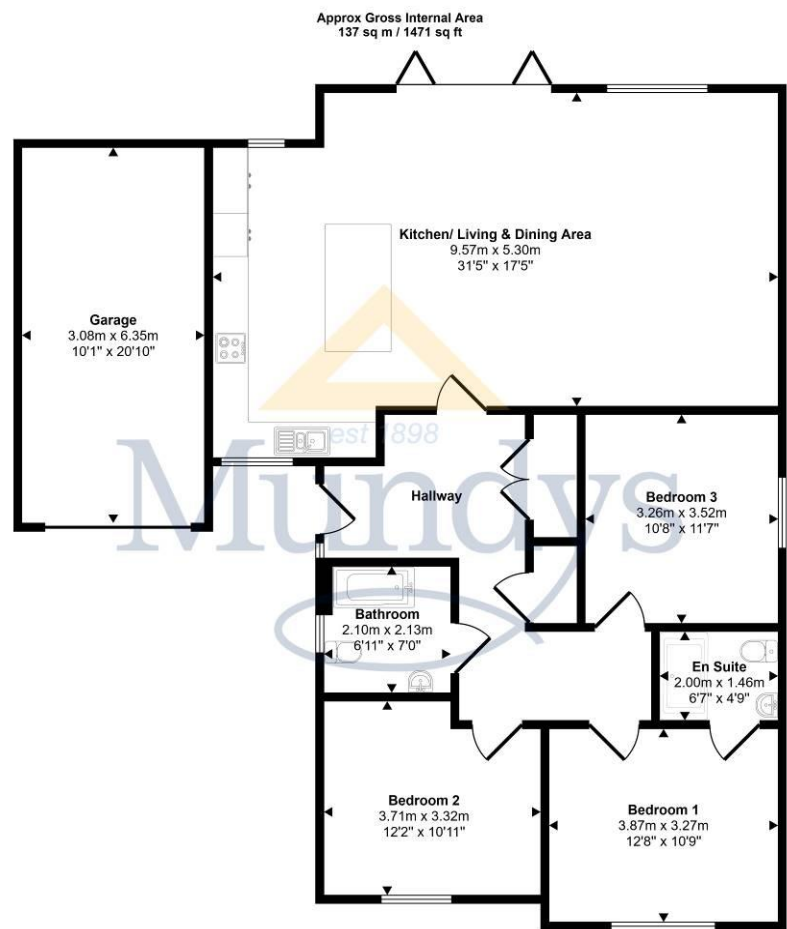 Approx Gross Internal Area
137 sq m / 1471 sq ft
Kitchen/ Living & Dining Area
9.57m x 5.30m
31'5" x 17'5"
Garage
3.08m x 6.35m
10'1" x 20'10"
est 1898
Mundys
Hallway
Bedroom 3
3.26m x 3.52m
10'8" x 11'7"
Bathroom
2.10m x 2.13m
6'11" x 7'0"
En Suite
2.00m x 1.46m
6'7" x 4'9"
Bedroom 2
3.71m x 3.32m
12'2" x 10'11"
Bedroom 1
3.87m x 3.27m
12'8" x 10'9"